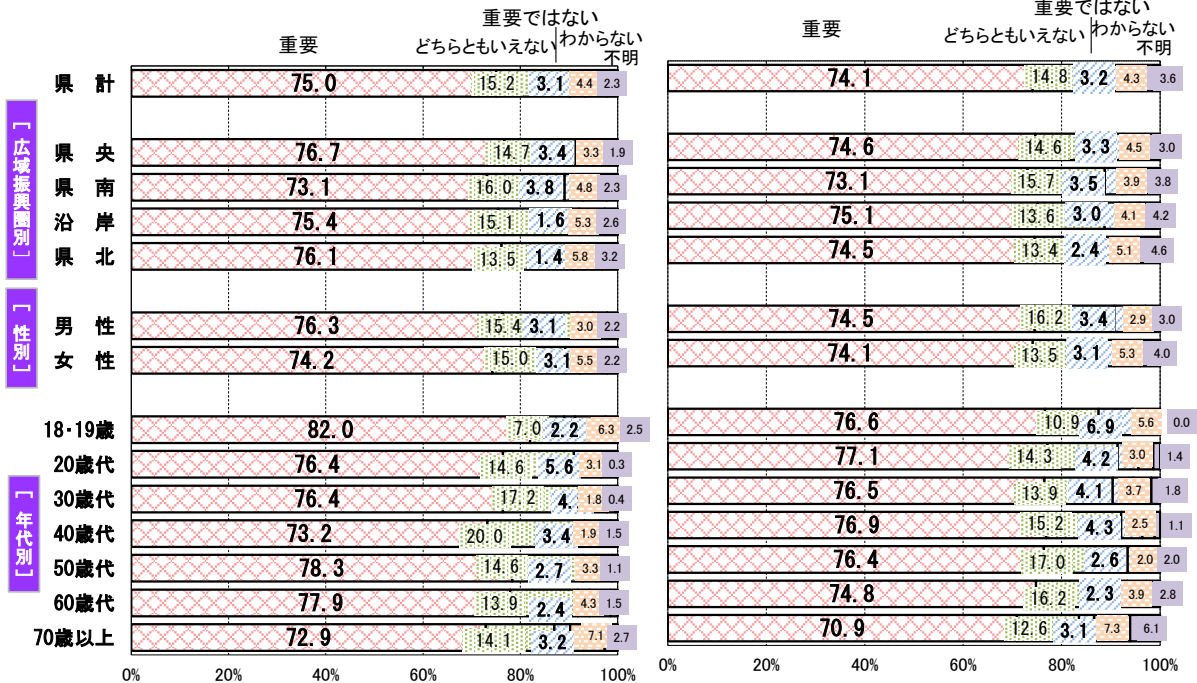 重要 どちらともいえない 重要ではない わからない 不明
重要 どちらともいえない 重要ではない わからない 不明
県 計 75.0 15.2 3.1 4.4 2.3 74.1 14.8 3.2 4.3 3.6
[広域振興圏別]
県 央 76.7 14.7 3.4 3.3 1.9 74.6 14.6 3.3 4.5 3.0
県 南 73.1 16.0 3.8 4.8 2.3 73.1 15.7 3.5 3.9 3.8
沿 岸 75.4 15.1 1.6 5.3 2.6 75.1 13.6 3.0 4.1 4.2
県 北 76.1 13.5 1.4 5.8 3.2 74.5 13.4 2.4 5.1 4.6
[性別]
男 性 76.3 15.4 3.1 3.0 2.2 74.5 16.2 3.4 2.9 3.0
女 性 74.2 15.0 3.1 5.5 2.2 74.1 13.5 3.1 5.3 4.0
[年代別]
18・19歳 82.0 7.0 2.2 6.3 2.5 76.6 10.9 6.9 5.6 0.0
20歳代 76.4 14.6 5.6 3.1 0.3 77.1 14.3 4.2 3.0 1.4
30歳代 76.4 17.2 4. 1.8 0.4 76.5 13.9 4.1 3.7 1.8
40歳代 73.2 20.0 3.4 1.9 1.5 76.9 15.2 4.3 2.5 1.1
50歳代 78.3 14.6 2.7 3.3 1.1 76.4 17.0 2.6 2.0 2.0
60歳代 77.9 13.9 2.4 4.3 1.5 74.8 16.2 2.3 3.9 2.8
70歳以上 72.9 14.1 3.2 7.1 2.7 70.9 12.6 3.1 7.3 6.1
0% 20% 40% 60% 80% 100% 0% 20% 40% 60% 80% 100%